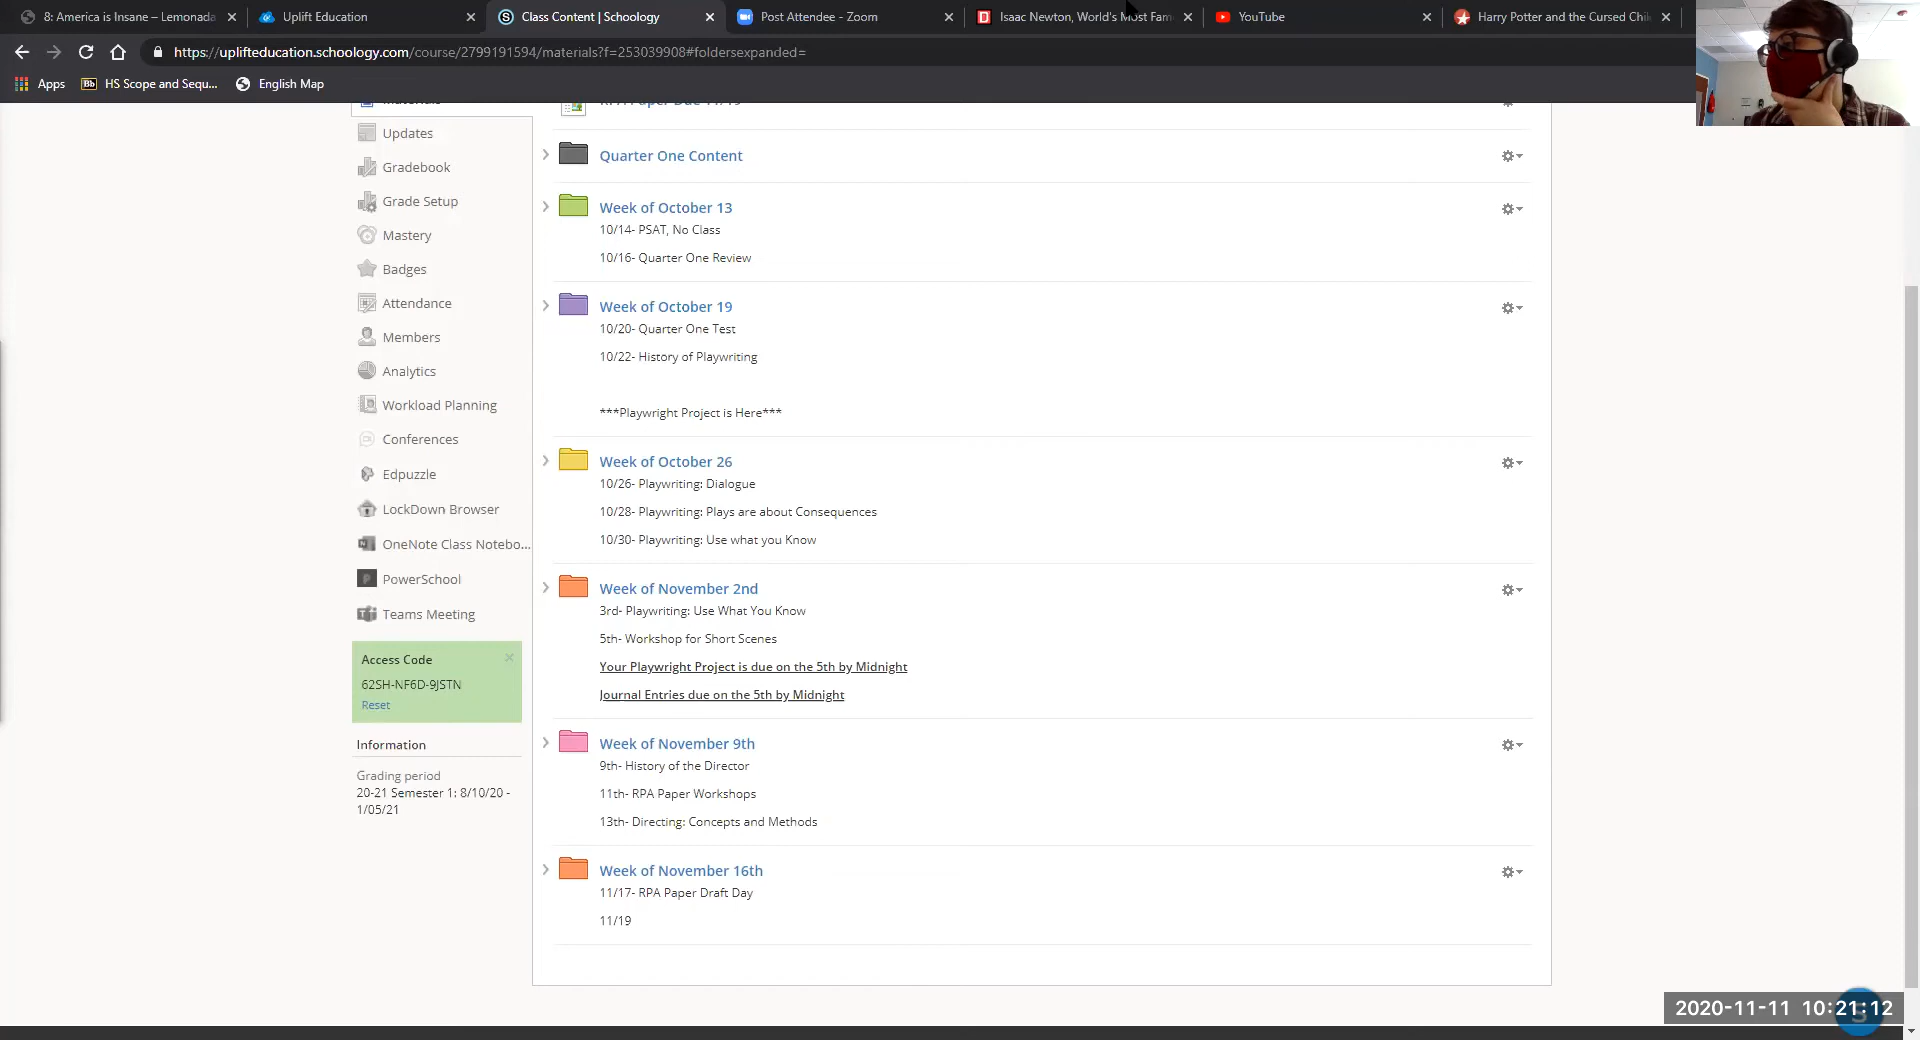 8: America is Insane – Lemonada
Uplift Education
Class Content | Schoology
Post Attendee - Zoom
Isaac Newton, World's Most Fam
YouTube
Harry Potter and the Cursed Chil
https://uplifteducation.schoology.com/course/2799191594/materials?f=253039908#foldersexpanded=
Apps
HS Scope and Sequ...
English Map
Materials
Updates
Gradebook
Grade Setup
Mastery
Badges
Attendance
Members
Analytics
Workload Planning
Conferences
Edpuzzle
LockDown Browser
OneNote Class Notebo...
PowerSchool
Teams Meeting
Access Code
62SH-NF6D-9JSTN
Reset
Information
Grading period
20-21 Semester 1: 8/10/20 -
1/05/21
RPA Paper Due 11/19
Quarter One Content
Week of October 13
10/14- PSAT, No Class
10/16- Quarter One Review
Week of October 19
10/20- Quarter One Test
10/22- History of Playwriting
***Playwright Project is Here***
Week of October 26
10/26- Playwriting: Dialogue
10/28- Playwriting: Plays are about Consequences
10/30- Playwriting: Use what you Know
Week of November 2nd
3rd- Playwriting: Use What You Know
5th- Workshop for Short Scenes
Your Playwright Project is due on the 5th by Midnight
Journal Entries due on the 5th by Midnight
Week of November 9th
9th- History of the Director
11th- RPA Paper Workshops
13th- Directing: Concepts and Methods
Week of November 16th
11/17- RPA Paper Draft Day
11/19
2020-11-11 10:21:12